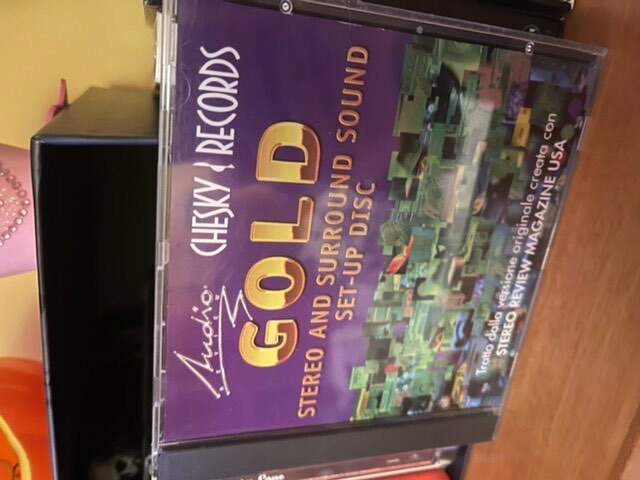 CHESKY RECORDS
Audio
GOLD
STEREO AND SURROUND SOUND
SET-UP DISC
Tratto dalla versione originale creata con
STEREO REVIEW MAGAZINE USA